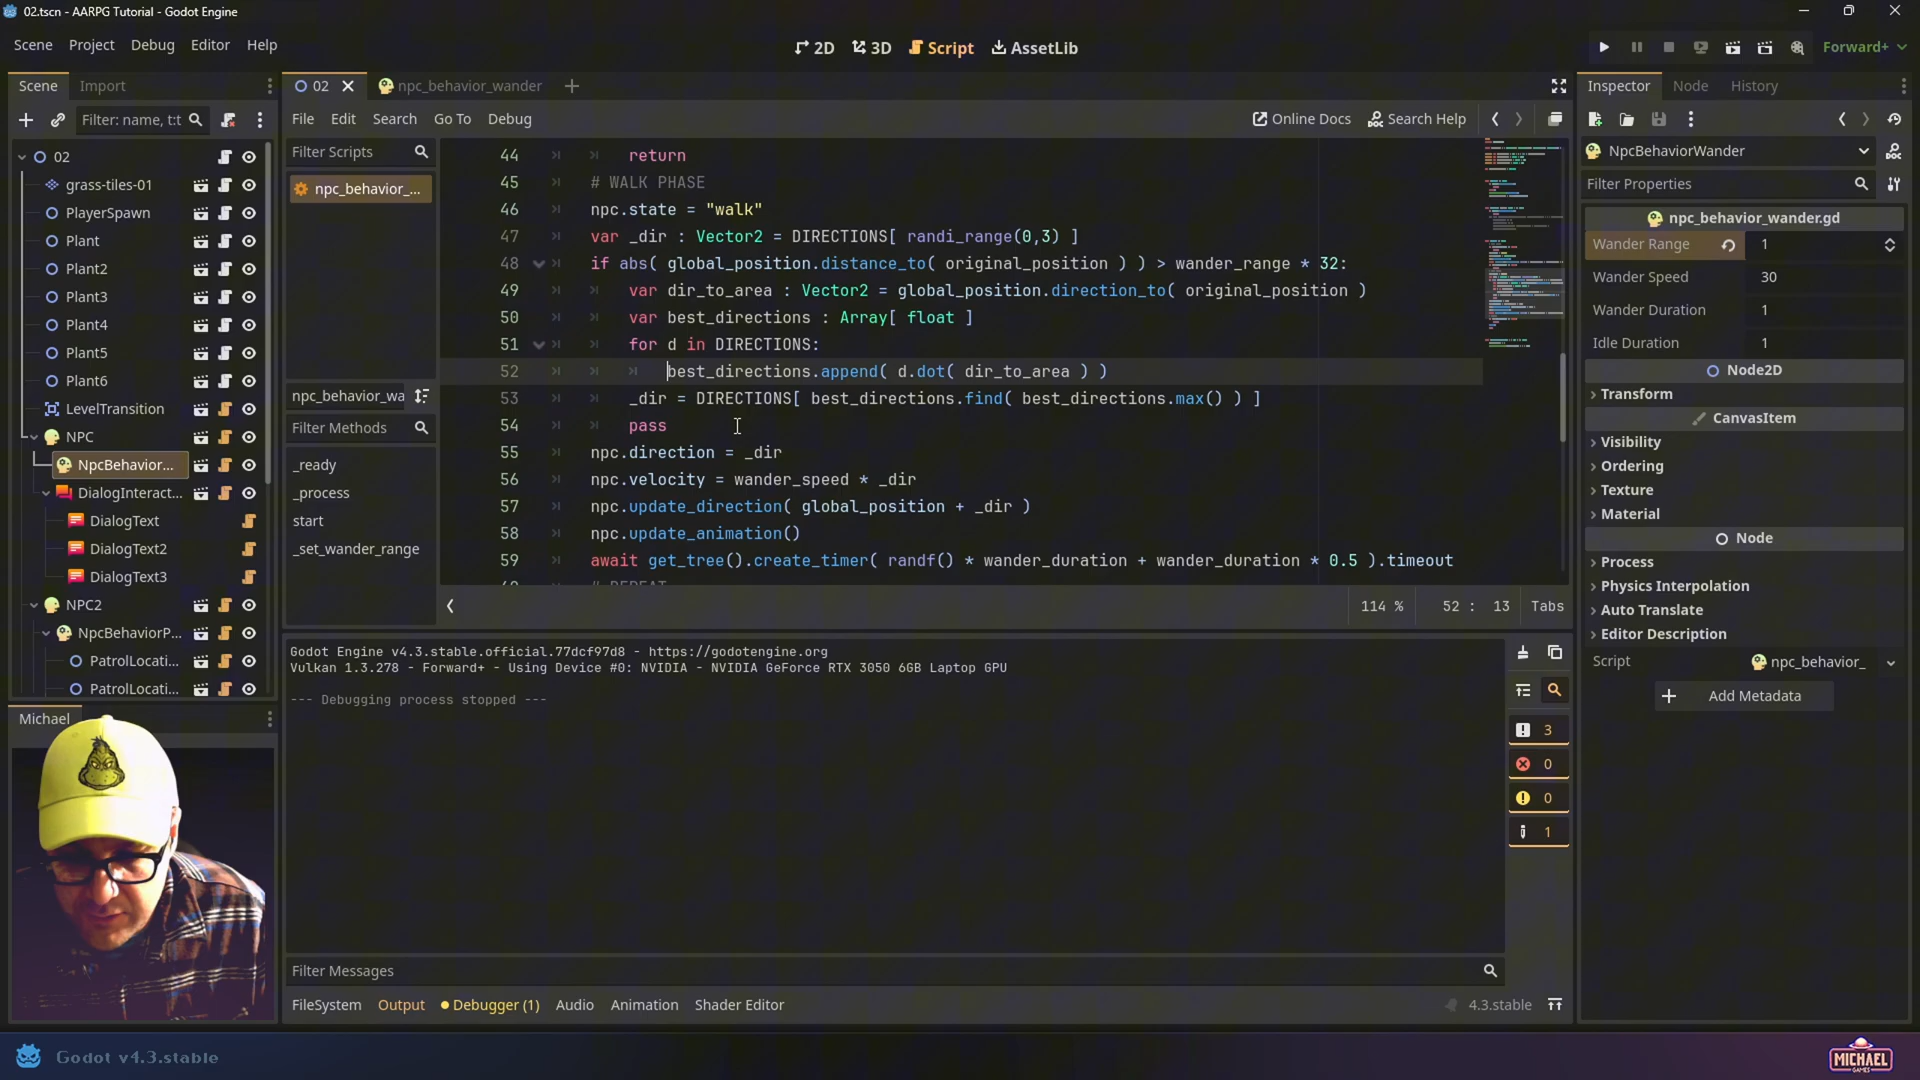 02.tscn - AARPG Tutorial - Godot Engine
Scene Project Debug Editor Help
2D 3D Script AssetLib
Forward+
Scene Import
02 npc_behavior_wander
Inspector Node History
Filter: name, t:t
File Edit Search Go To Debug
Online Docs Search Help
Filter Scripts
npc_behavior_...
npc_behavior_wa
Filter Methods
_ready
_process
start
_set_wander_range
02
grass-tiles-01
PlayerSpawn
Plant
Plant2
Plant3
Plant4
Plant5
Plant6
LevelTransition
NPC
NpcBehavior...
DialogInteract...
DialogText
DialogText2
DialogText3
NPC2
NpcBehaviorP...
PatrolLocati...
PatrolLocati...
Michael
44 return
45 # WALK PHASE
46 npc.state = "walk"
47 var _dir : Vector2 = DIRECTIONS[ randi_range(0,3) ]
48 if abs( global_position.distance_to( original_position ) ) > wander_range * 32:
49 var dir_to_area : Vector2 = global_position.direction_to( original_position )
50 var best_directions : Array[ float ]
51 for d in DIRECTIONS:
52 best_directions.append( d.dot( dir_to_area ) )
53 _dir = DIRECTIONS[ best_directions.find( best_directions.max() ) ]
54 pass
55 npc.direction = _dir
56 npc.velocity = wander_speed * _dir
57 npc.update_direction( global_position + _dir )
58 npc.update_animation()
59 await get_tree().create_timer( randf() * wander_duration + wander_duration * 0.5 ).timeout
114 % 52 : 13 Tabs
Godot Engine v4.3.stable.official.77dcf97d8 - https://godotengine.org
Vulkan 1.3.278 - Forward+ - Using Device #0: NVIDIA - NVIDIA GeForce RTX 3050 6GB Laptop GPU
--- Debugging process stopped ---
3
0
0
1
Filter Messages
FileSystem Output Debugger (1) Audio Animation Shader Editor
4.3.stable
NpcBehaviorWander
Filter Properties
npc_behavior_wander.gd
Wander Range 1
Wander Speed 30
Wander Duration 1
Idle Duration 1
Node2D
Transform
CanvasItem
Visibility
Ordering
Texture
Material
Node
Process
Physics Interpolation
Auto Translate
Editor Description
Script npc_behavior_
Add Metadata
Godot v4.3.stable
MICHAEL
GAMES